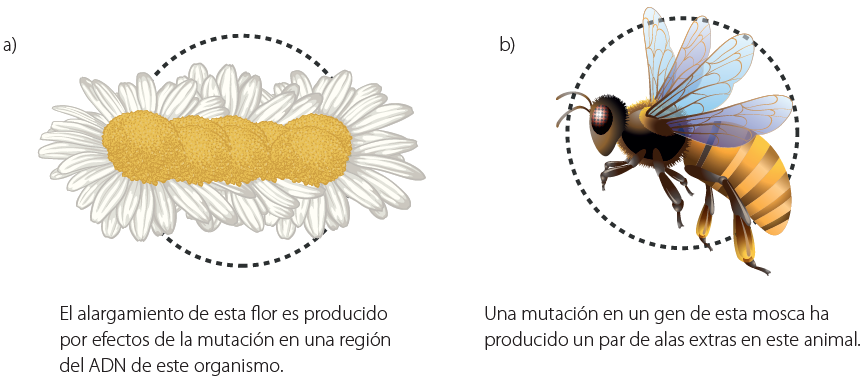 a)
El alargamiento de esta flor es producido
por efectos de la mutación en una región
del ADN de este organismo.
b)
Una mutación en un gen de esta mosca ha
producido un par de alas extras en este animal.